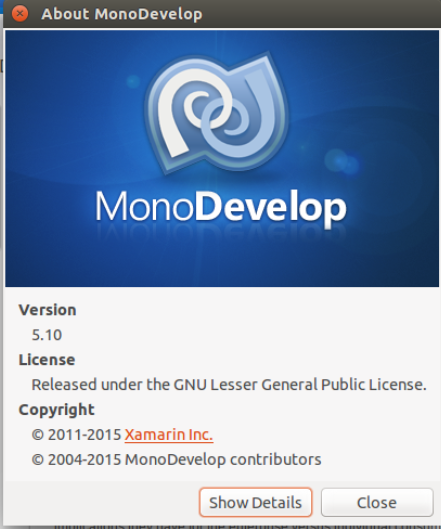 About MonoDevelop
MonoDevelop
Version
5.10
License
Released under the GNU Lesser General Public License.
Copyright
© 2011-2015 Xamarin Inc.
© 2004-2015 MonoDevelop contributors
Show Details
Close